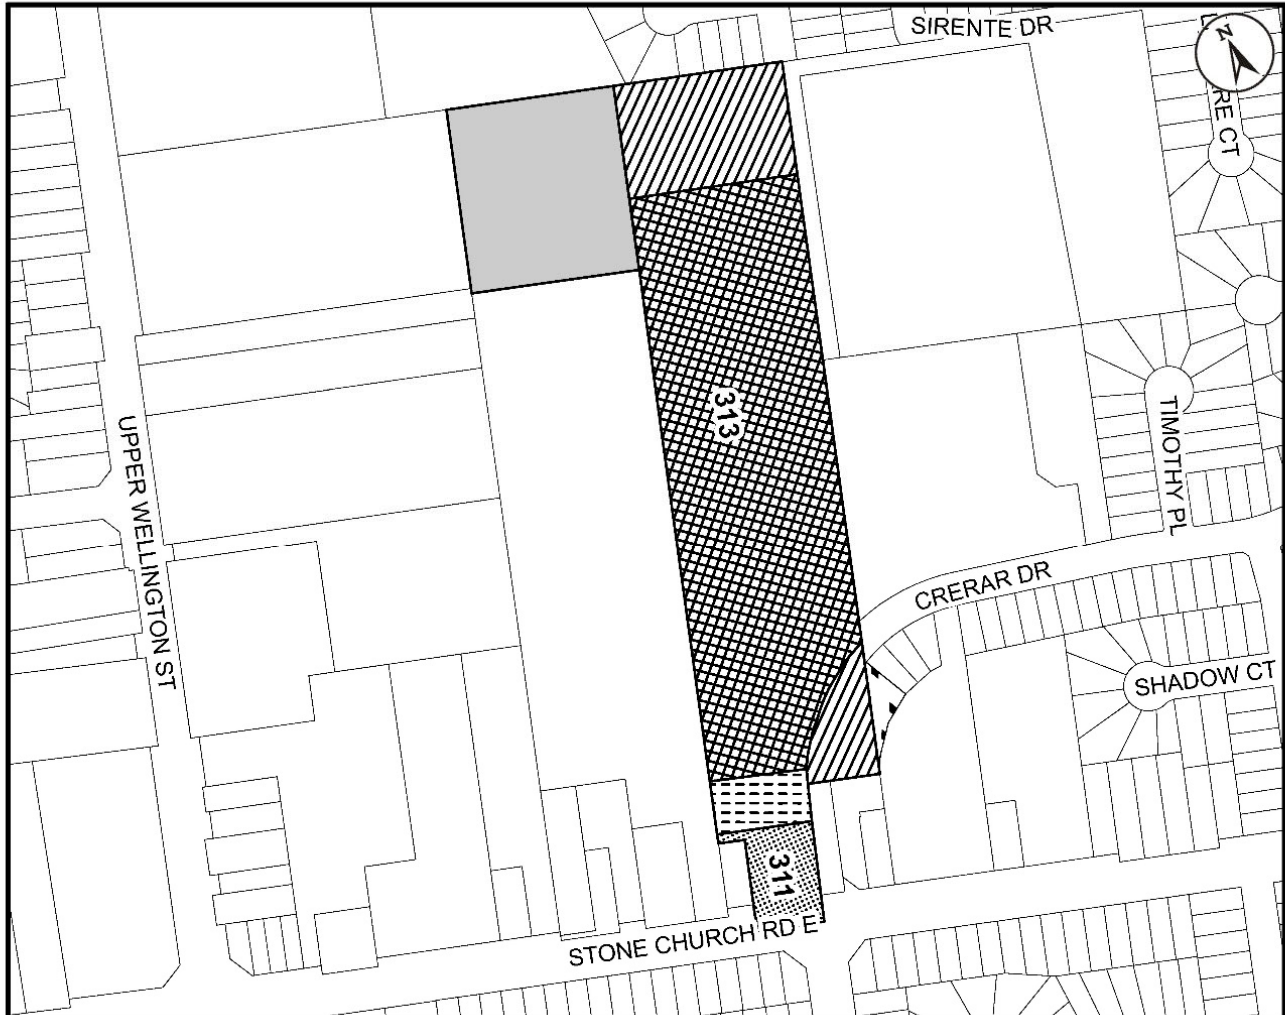 SIRENTE DR
N
RE CT
313
UPPER WELLINGTON ST
TIMOTHY PL
CRERAR DR
SHADOW CT
311
STONE CHURCH RD E